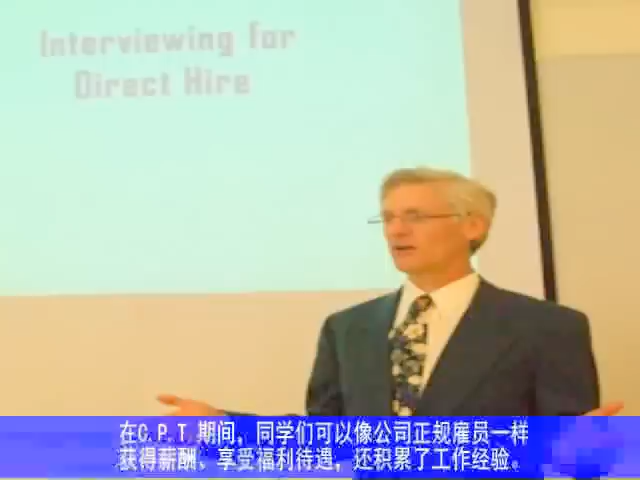 Interviewing for
Direct Hire
在C.P.T.期间，同学们可以像公司正规雇员一样
获得薪酬、享受福利待遇，还积累了工作经验。